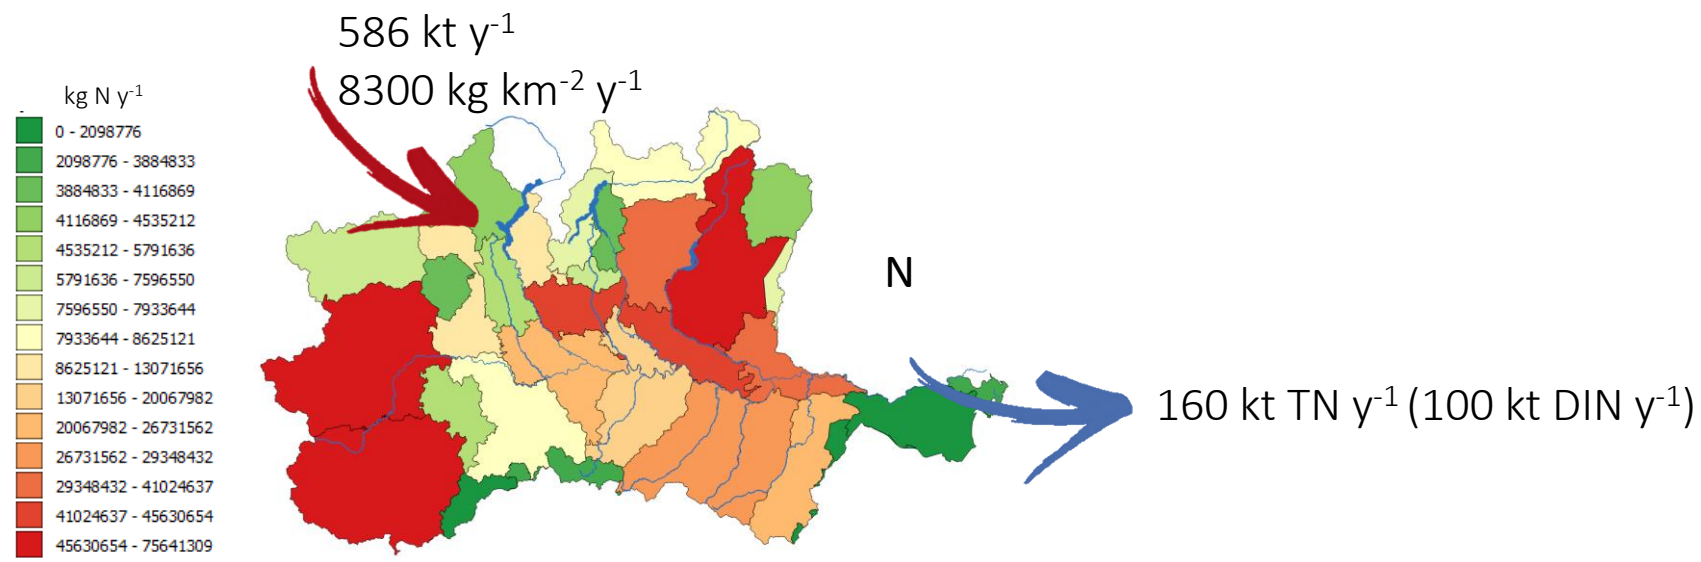 586 kt y⁻¹
8300 kg km⁻² y⁻¹
kg N y⁻¹
0 - 2098776
2098776 - 3884833
3884833 - 4116869
4116869 - 4535212
4535212 - 5791636
5791636 - 7596550
7596550 - 7933644
7933644 - 8625121
8625121 - 13071656
13071656 - 20067982
20067982 - 26731562
26731562 - 29348432
29348432 - 41024637
41024637 - 45630654
45630654 - 75641309
N
160 kt TN y⁻¹ (100 kt DIN y⁻¹)